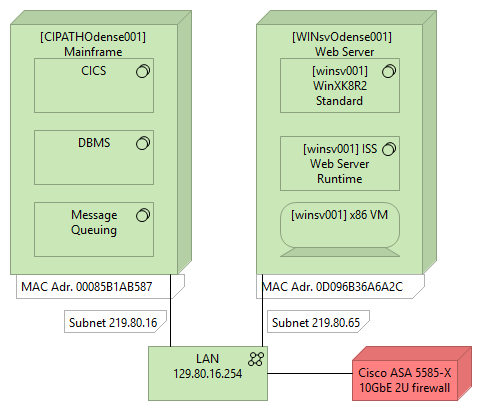 [CIPATHOdense001]
Mainframe
CICS
DBMS
Message
Queuing
MAC Adr. 00085B1AB587
[WINsvOdense001]
Web Server
[winsv001]
WinXK8R2
Standard
[winsv001] ISS
Web Server
Runtime
[winsv001] x86 VM
MAC Adr. 0D096B36A6A2C
Subnet 219.80.16
Subnet 219.80.65
LAN
129.80.16.254
Cisco ASA 5585-X
10GbE 2U firewall